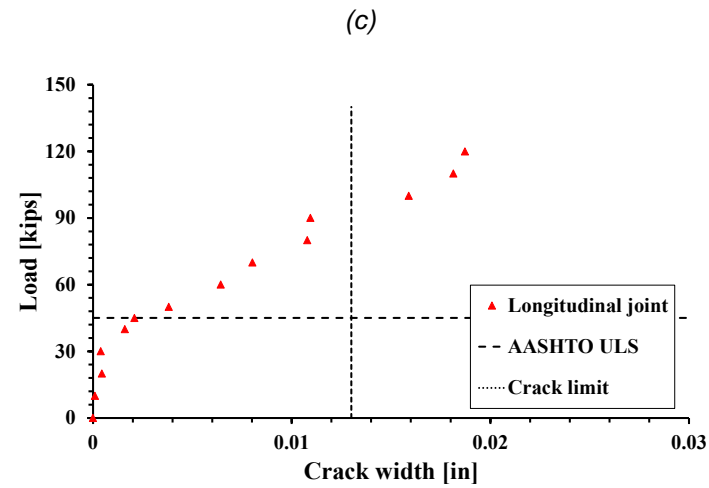 (c)
150
120
90
60
30
0
Load [kips]
Longitudinal joint
AASHTO ULS
Crack limit
0 0.01 0.02 0.03
Crack width [in]